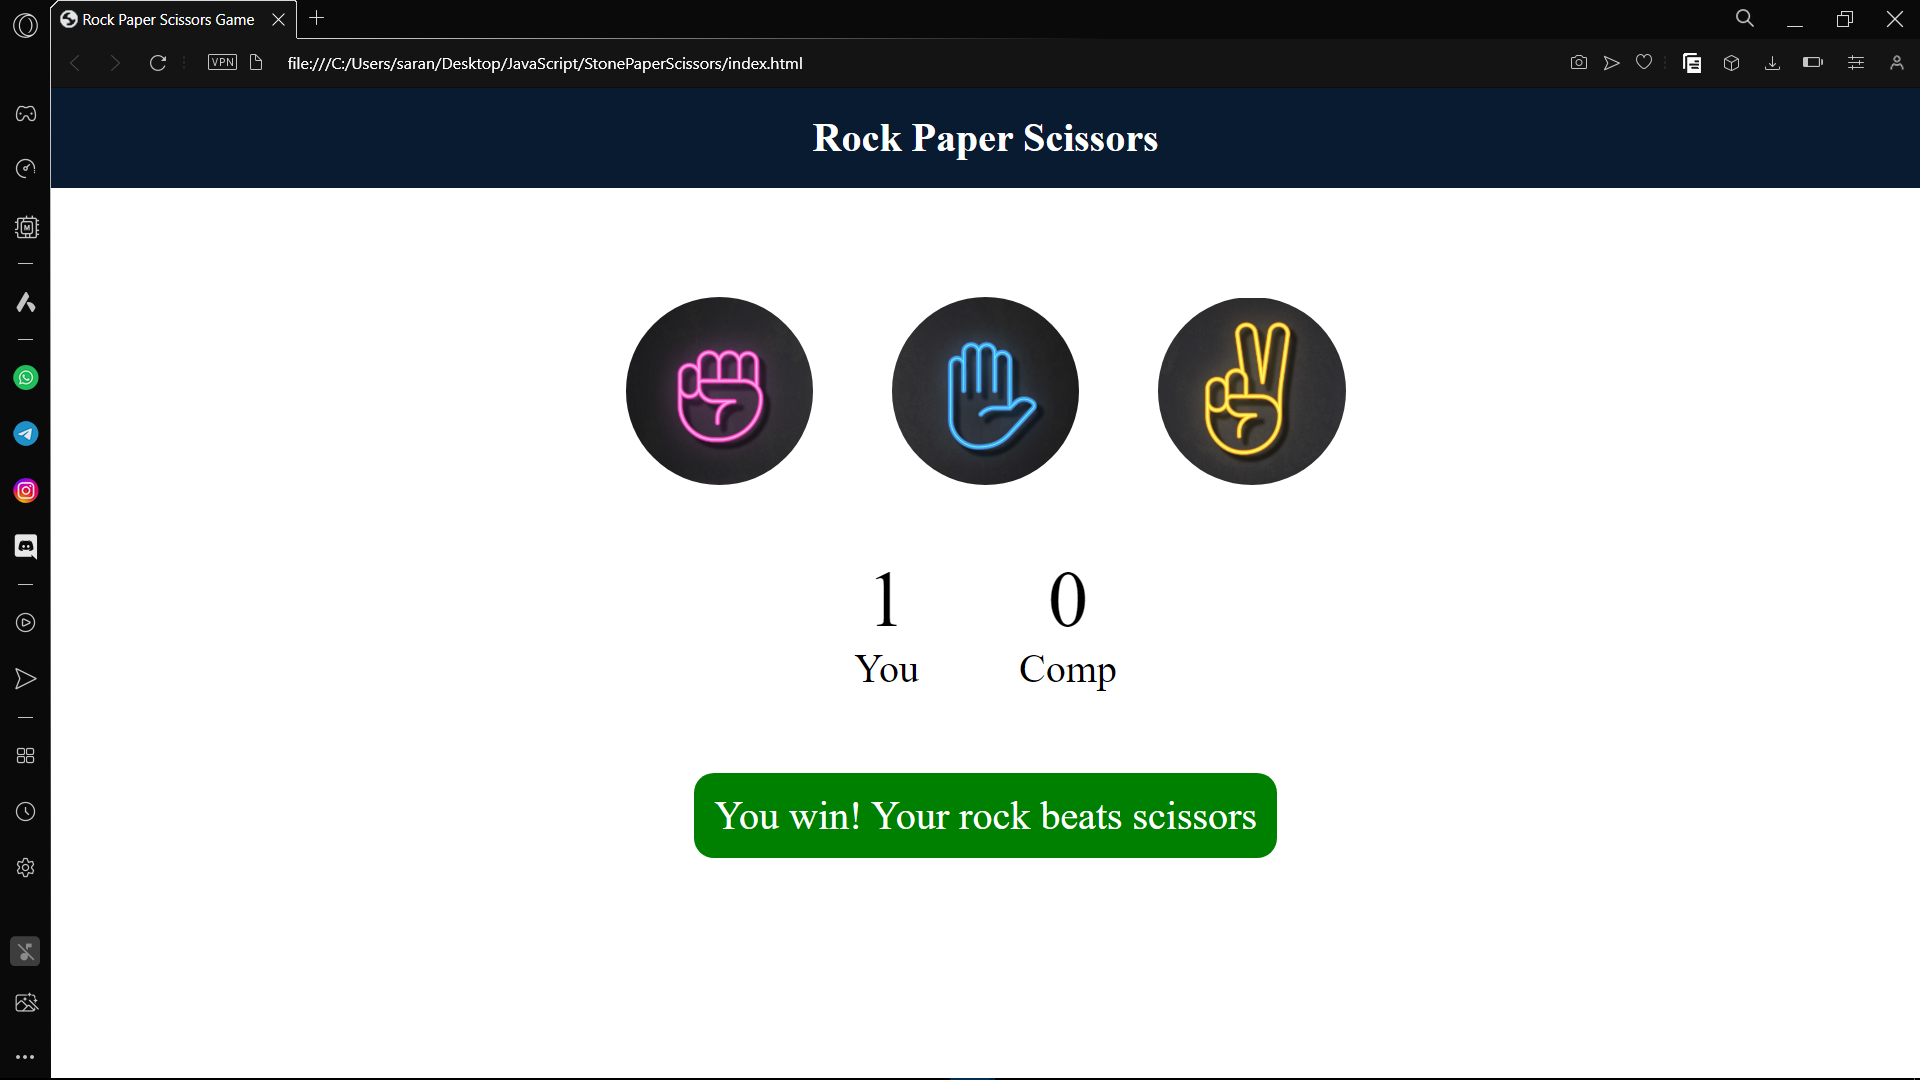 Rock Paper Scissors Game
VPN
file:///C:/Users/saran/Desktop/JavaScript/StonePaperScissors/index.html
Rock Paper Scissors
1
0
You
Comp
You win! Your rock beats scissors